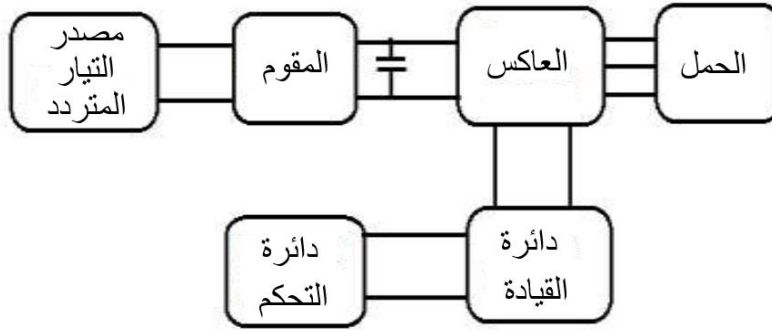 مصدر
التيار
المتردد
المقوم
العاكس
الحمل
دائرة
القيادة
دائرة
التحكم